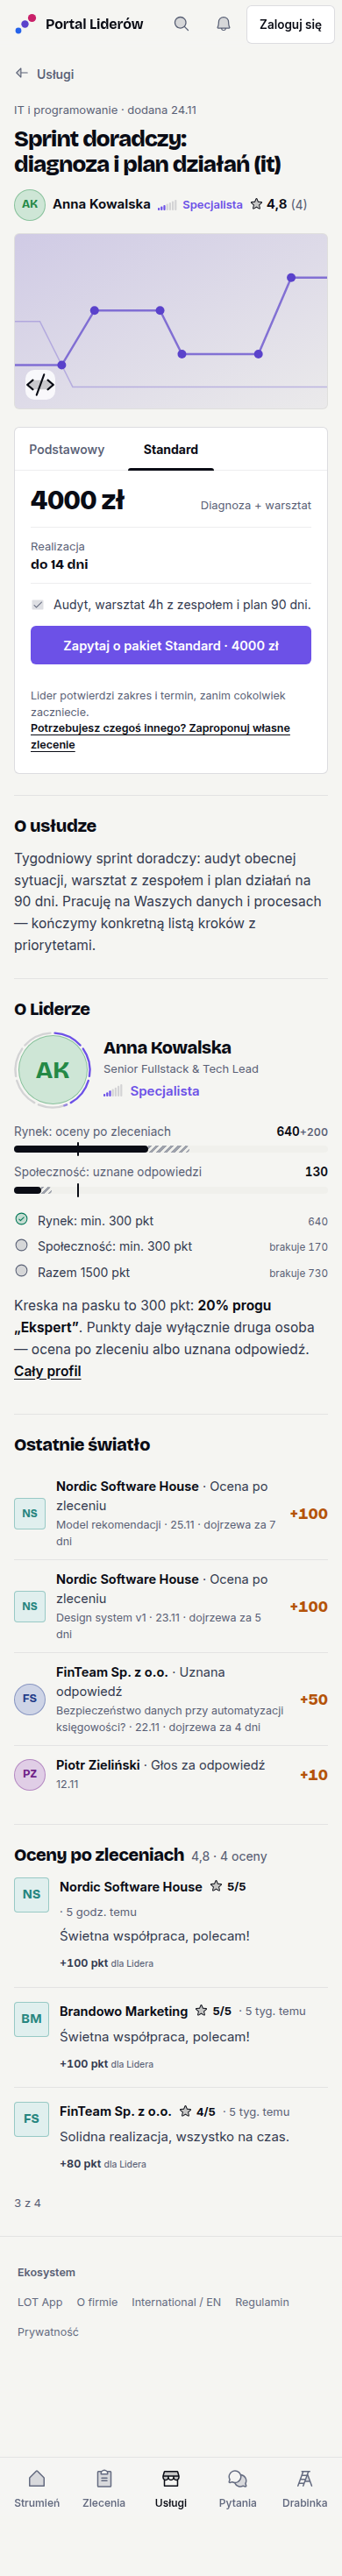 Portal Liderów
Zaloguj się
Usługi
IT i programowanie · dodana 24.11
Sprint doradczy:
diagnoza i plan działań (it)
AK Anna Kowalska Specjalista 4,8 (4)
</>
Podstawowy Standard
4000 zł Diagnoza + warsztat
Realizacja
do 14 dni
Audyt, warsztat 4h z zespołem i plan 90 dni.
Zapytaj o pakiet Standard · 4000 zł
Lider potwierdzi zakres i termin, zanim cokolwiek
zaczniecie.
Potrzebujesz czegoś innego? Zaproponuj własne
zlecenie
O usłudze
Tygodniowy sprint doradczy: audyt obecnej
sytuacji, warsztat z zespołem i plan działań na
90 dni. Pracuję na Waszych danych i procesach
— kończymy konkretną listą kroków z
priorytetami.
O Liderze
AK
Anna Kowalska
Senior Fullstack & Tech Lead
Specjalista
Rynek: oceny po zleceniach 640+200
Społeczność: uznane odpowiedzi 130
Rynek: min. 300 pkt 640
Społeczność: min. 300 pkt brakuje 170
Razem 1500 pkt brakuje 730
Kreska na pasku to 300 pkt: 20% progu
„Ekspert”. Punkty daje wyłącznie druga osoba
— ocena po zleceniu albo uznana odpowiedź.
Cały profil
Ostatnie światło
NS
Nordic Software House · Ocena po
zleceniu
Model rekomendacji · 25.11 · dojrzewa za 7
dni
+100
NS
Nordic Software House · Ocena po
zleceniu
Design system v1 · 23.11 · dojrzewa za 5
dni
+100
FS
FinTeam Sp. z o.o. · Uznana
odpowiedź
Bezpieczeństwo danych przy automatyzacji
księgowości? · 22.11 · dojrzewa za 4 dni
+50
PZ
Piotr Zieliński · Głos za odpowiedź
12.11
+10
Oceny po zleceniach 4,8 · 4 oceny
NS
Nordic Software House 5/5
· 5 godz. temu
Świetna współpraca, polecam!
+100 pkt dla Lidera
BM
Brandowo Marketing 5/5 · 5 tyg. temu
Świetna współpraca, polecam!
+100 pkt dla Lidera
FS
FinTeam Sp. z o.o. 4/5 · 5 tyg. temu
Solidna realizacja, wszystko na czas.
+80 pkt dla Lidera
3 z 4
Ekosystem
LOT App O firmie International / EN Regulamin
Prywatność
Strumień Zlecenia Usługi Pytania Drabinka